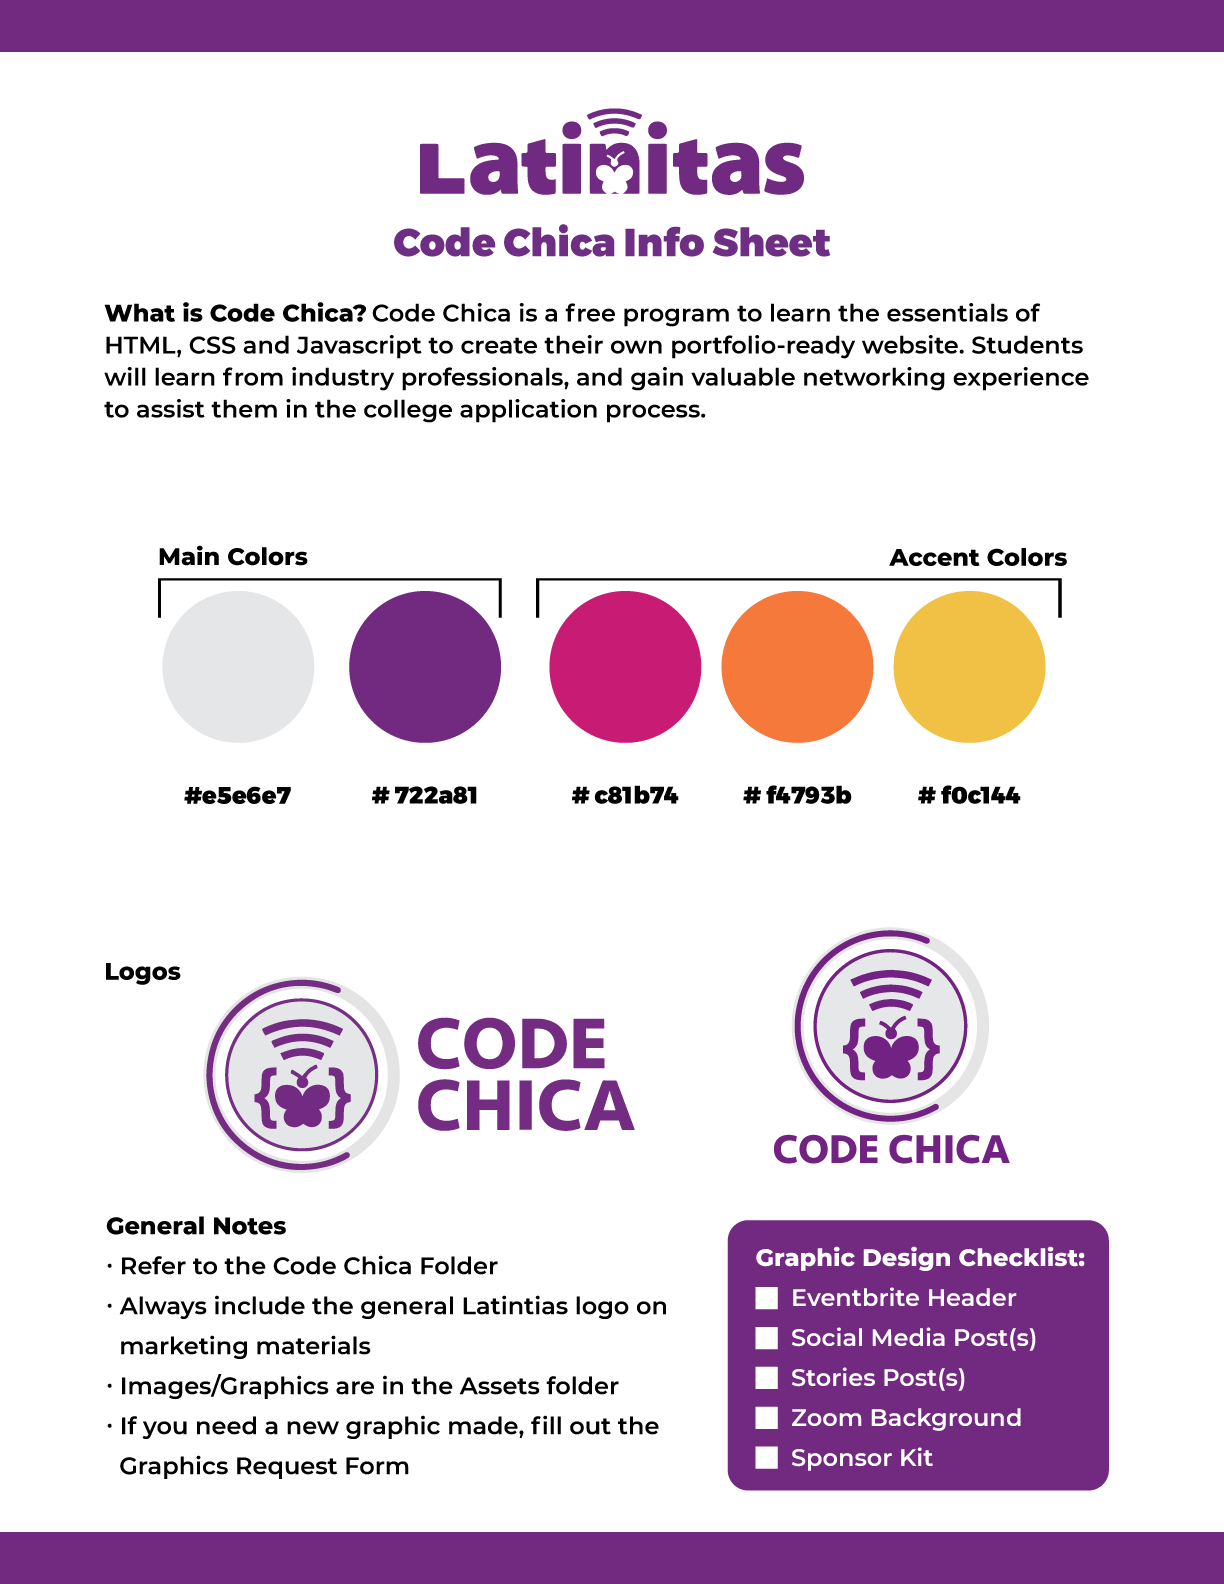 Latinitas
Code Chica Info Sheet
What is Code Chica? Code Chica is a free program to learn the essentials of
HTML, CSS and Javascript to create their own portfolio-ready website. Students
will learn from industry professionals, and gain valuable networking experience
to assist them in the college application process.
Main Colors
Accent Colors
#e5e6e7
# 722a81
# c81b74
# f4793b
# f0c144
Logos
CODE
CHICA
CODE CHICA
General Notes
· Refer to the Code Chica Folder
· Always include the general Latintias logo on
marketing materials
· Images/Graphics are in the Assets folder
· If you need a new graphic made, fill out the
Graphics Request Form
Graphic Design Checklist:
Eventbrite Header
Social Media Post(s)
Stories Post(s)
Zoom Background
Sponsor Kit